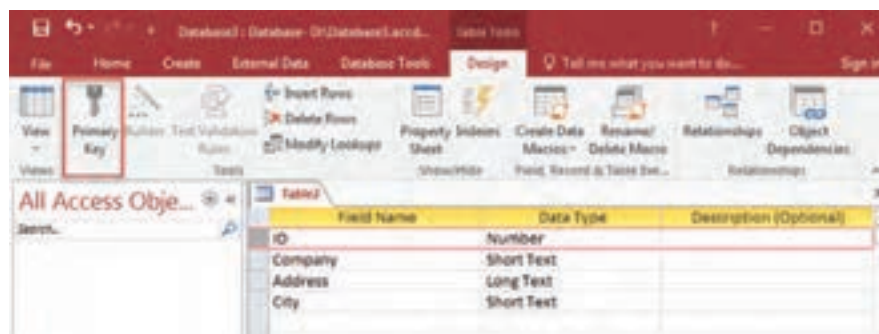 Database3 : Database- D:\Database3.accd... Table Tools
File Home Create External Data Database Tools Design Tell me what you want to do... Sign in
View Primary Key Builder Test Validation Rules Insert Rows Delete Rows Modify Lookups Property Sheet Indexes Create Data Macros Rename/ Delete Macro Relationships Object Dependencies
Views Tools Show/Hide Field, Record & Table Eve... Relationships
All Access Obje... Table2
Search...
Field Name Data Type Description (Optional)
ID Number
Company Short Text
Address Long Text
City Short Text